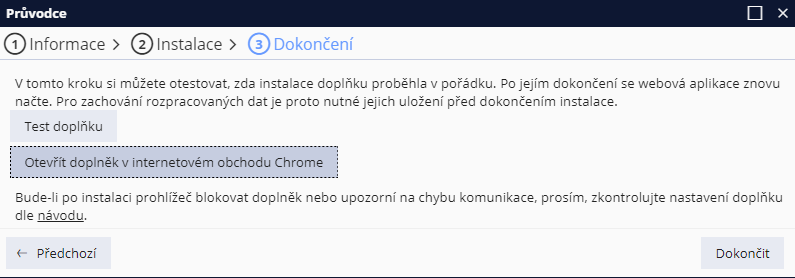 Průvodce
1 Informace > 2 Instalace > 3 Dokončení
V tomto kroku si můžete otestovat, zda instalace doplňku proběhla v pořádku. Po jejím dokončení se webová aplikace znovu
načte. Pro zachování rozpracovaných dat je proto nutné jejich uložení před dokončením instalace.
Test doplňku
Otevřít doplněk v internetovém obchodu Chrome
Bude-li po instalaci prohlížeč blokovat doplněk nebo upozorní na chybu komunikace, prosím, zkontrolujte nastavení doplňku
dle návodu.
← Předchozí
Dokončit